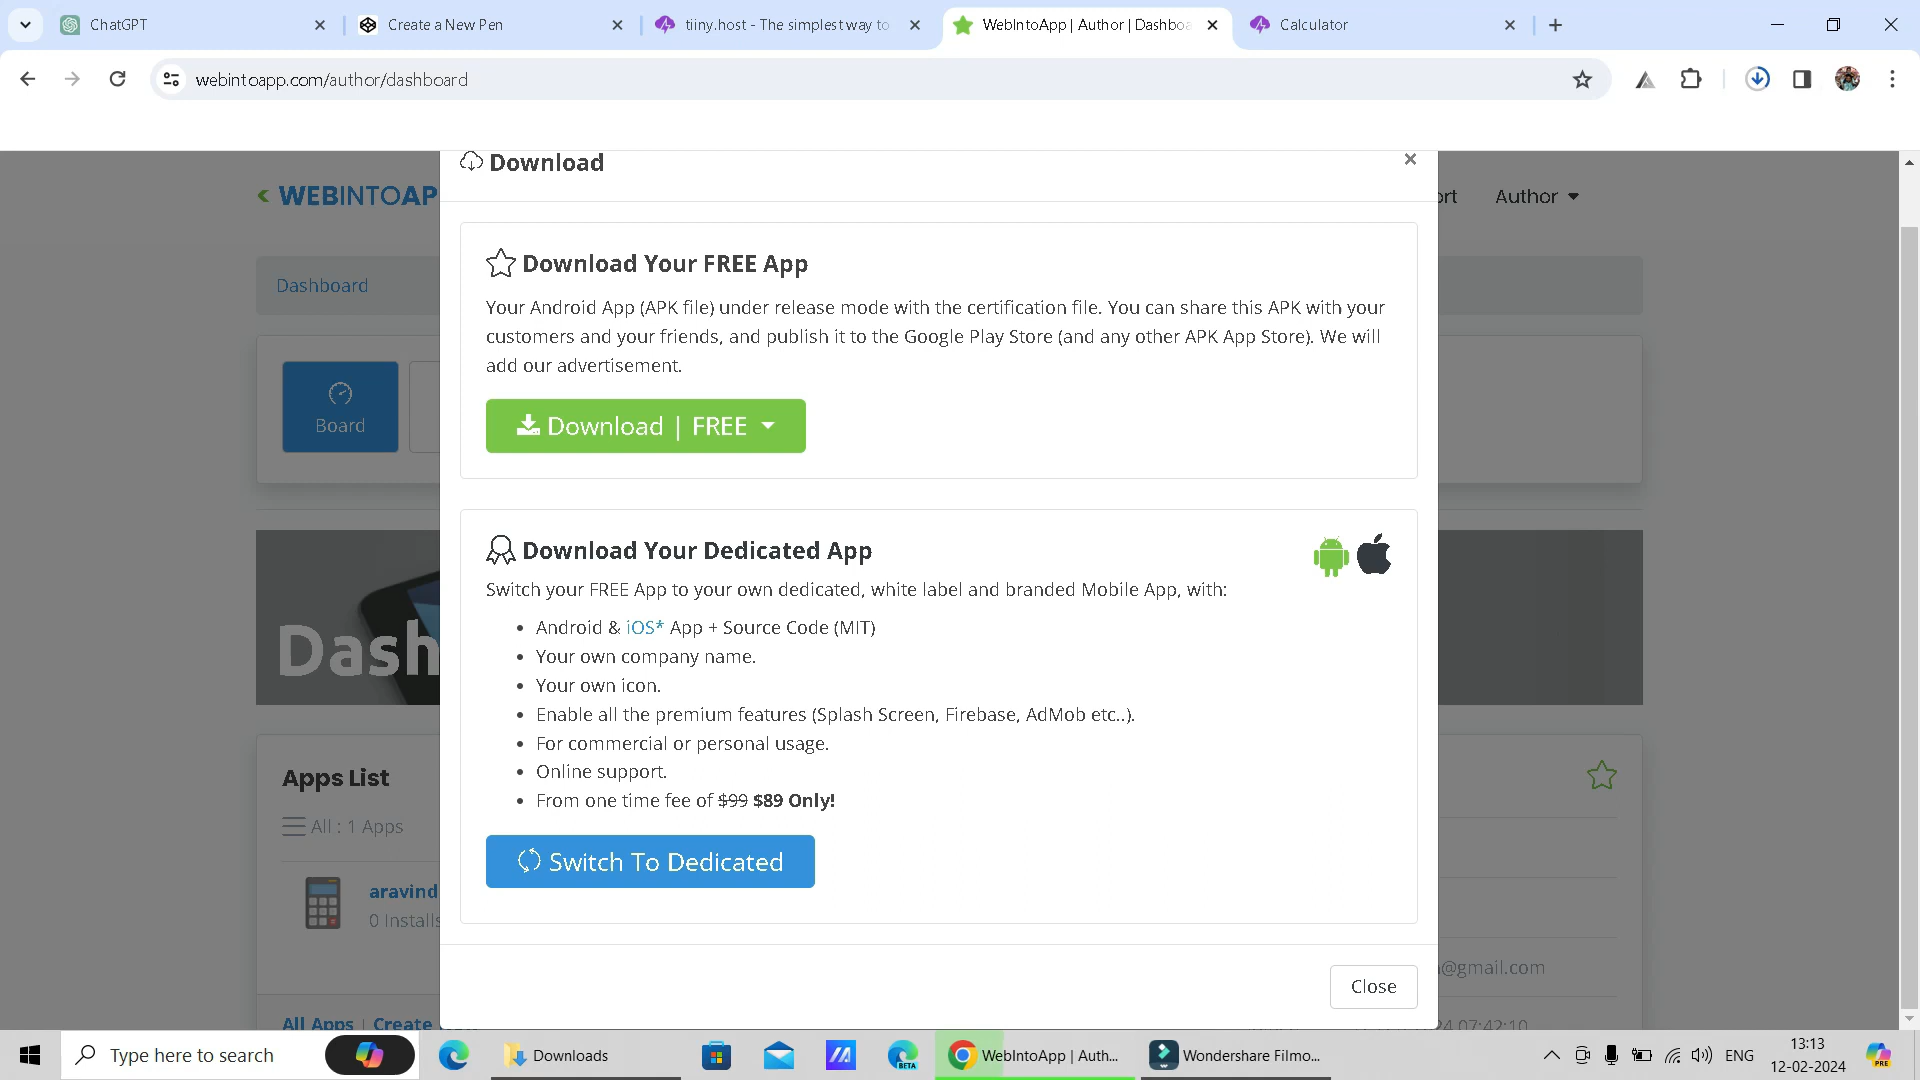 ChatGPT
Create a New Pen
tiiny.host - The simplest way to
WebIntoApp | Author | Dashboa
Calculator
webintoapp.com/author/dashboard
Download
WEBINTOAP
ort
Author
Dashboard
Download Your FREE App
Your Android App (APK file) under release mode with the certification file. You can share this APK with your
customers and your friends, and publish it to the Google Play Store (and any other APK App Store). We will
add our advertisement.
Board
Download | FREE
Download Your Dedicated App
Switch your FREE App to your own dedicated, white label and branded Mobile App, with:
• Android & iOS* App + Source Code (MIT)
• Your own company name.
• Your own icon.
• Enable all the premium features (Splash Screen, Firebase, AdMob etc..).
• For commercial or personal usage.
• Online support.
• From one time fee of $99 $89 Only!
Switch To Dedicated
Dash
Apps List
All : 1 Apps
aravind
0 Installs
@gmail.com
Close
All Apps | Create
24 07:42:10
Type here to search
Downloads
BETA
WebIntoApp | Auth...
Wondershare Filmo...
ENG
13:13
12-02-2024
PRE